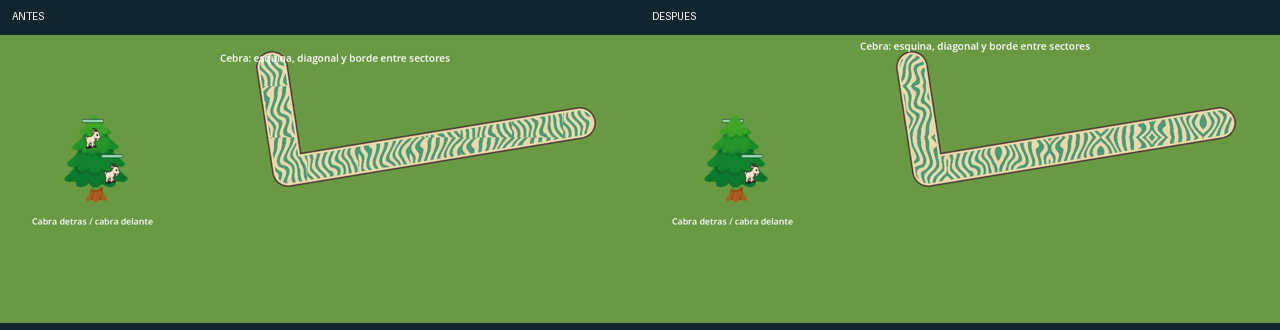 ANTES
DESPUES
Cebra: esquina, diagonal y borde entre sectores
Cebra: esquina, diagonal y borde entre sectores
Cabra detras / cabra delante
Cabra detras / cabra delante